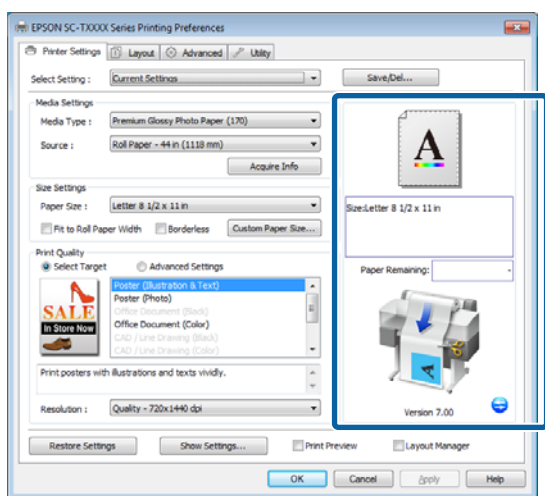 EPSON SC-TXXXX Series Printing Preferences
Printer Settings Layout Advanced Utility
Select Setting : Current Settings Save/Del...
Media Settings
Media Type : Premium Glossy Photo Paper (170)
Source : Roll Paper - 44 in (1118 mm)
Acquire Info
Size Settings
Paper Size : Letter 8 1/2 x 11 in
Fit to Roll Paper Width Borderless Custom Paper Size...
Print Quality
Select Target Advanced Settings
SALE
In Store Now
Poster (Illustration & Text)
Poster (Photo)
Office Document (Black)
Office Document (Color)
CAD / Line Drawing (Black)
CAD / Line Drawing (Color)
Print posters with illustrations and texts vividly.
Resolution : Quality - 720x1440 dpi
A
Size:Letter 8 1/2 x 11 in
Paper Remaining: -
A
Version 7.00
Restore Settings Show Settings... Print Preview Layout Manager
OK Cancel Apply Help